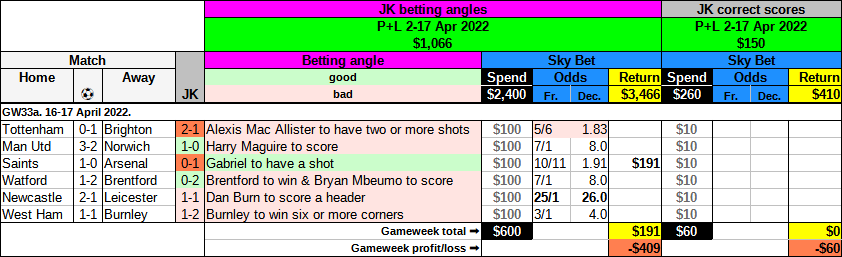 JK betting angles JK correct scores
P+L 2-17 Apr 2022 P+L 2-17 Apr 2022
$1,066 $150
Match Betting angle Sky Bet Sky Bet
Home Away good Spend Odds Return Spend Odds Return
JK bad $2,400 Fr. Dec. $3,466 $260 Fr. Dec. $410
GW33a. 16-17 April 2022.
Tottenham 0-1 Brighton 2-1 Alexis Mac Allister to have two or more shots $100 5/6 1.83 $10
Man Utd 3-2 Norwich 1-0 Harry Maguire to score $100 7/1 8.0 $10
Saints 1-0 Arsenal 0-1 Gabriel to have a shot $100 10/11 1.91 $191 $10
Watford 1-2 Brentford 0-2 Brentford to win & Bryan Mbeumo to score $100 7/1 8.0 $10
Newcastle 2-1 Leicester 1-1 Dan Burn to score a header $100 25/1 26.0 $10
West Ham 1-1 Burnley 1-2 Burnley to win six or more corners $100 3/1 4.0 $10
Gameweek total ➡ $600 $191 $60 $0
Gameweek profit/loss ➡ -$409 -$60